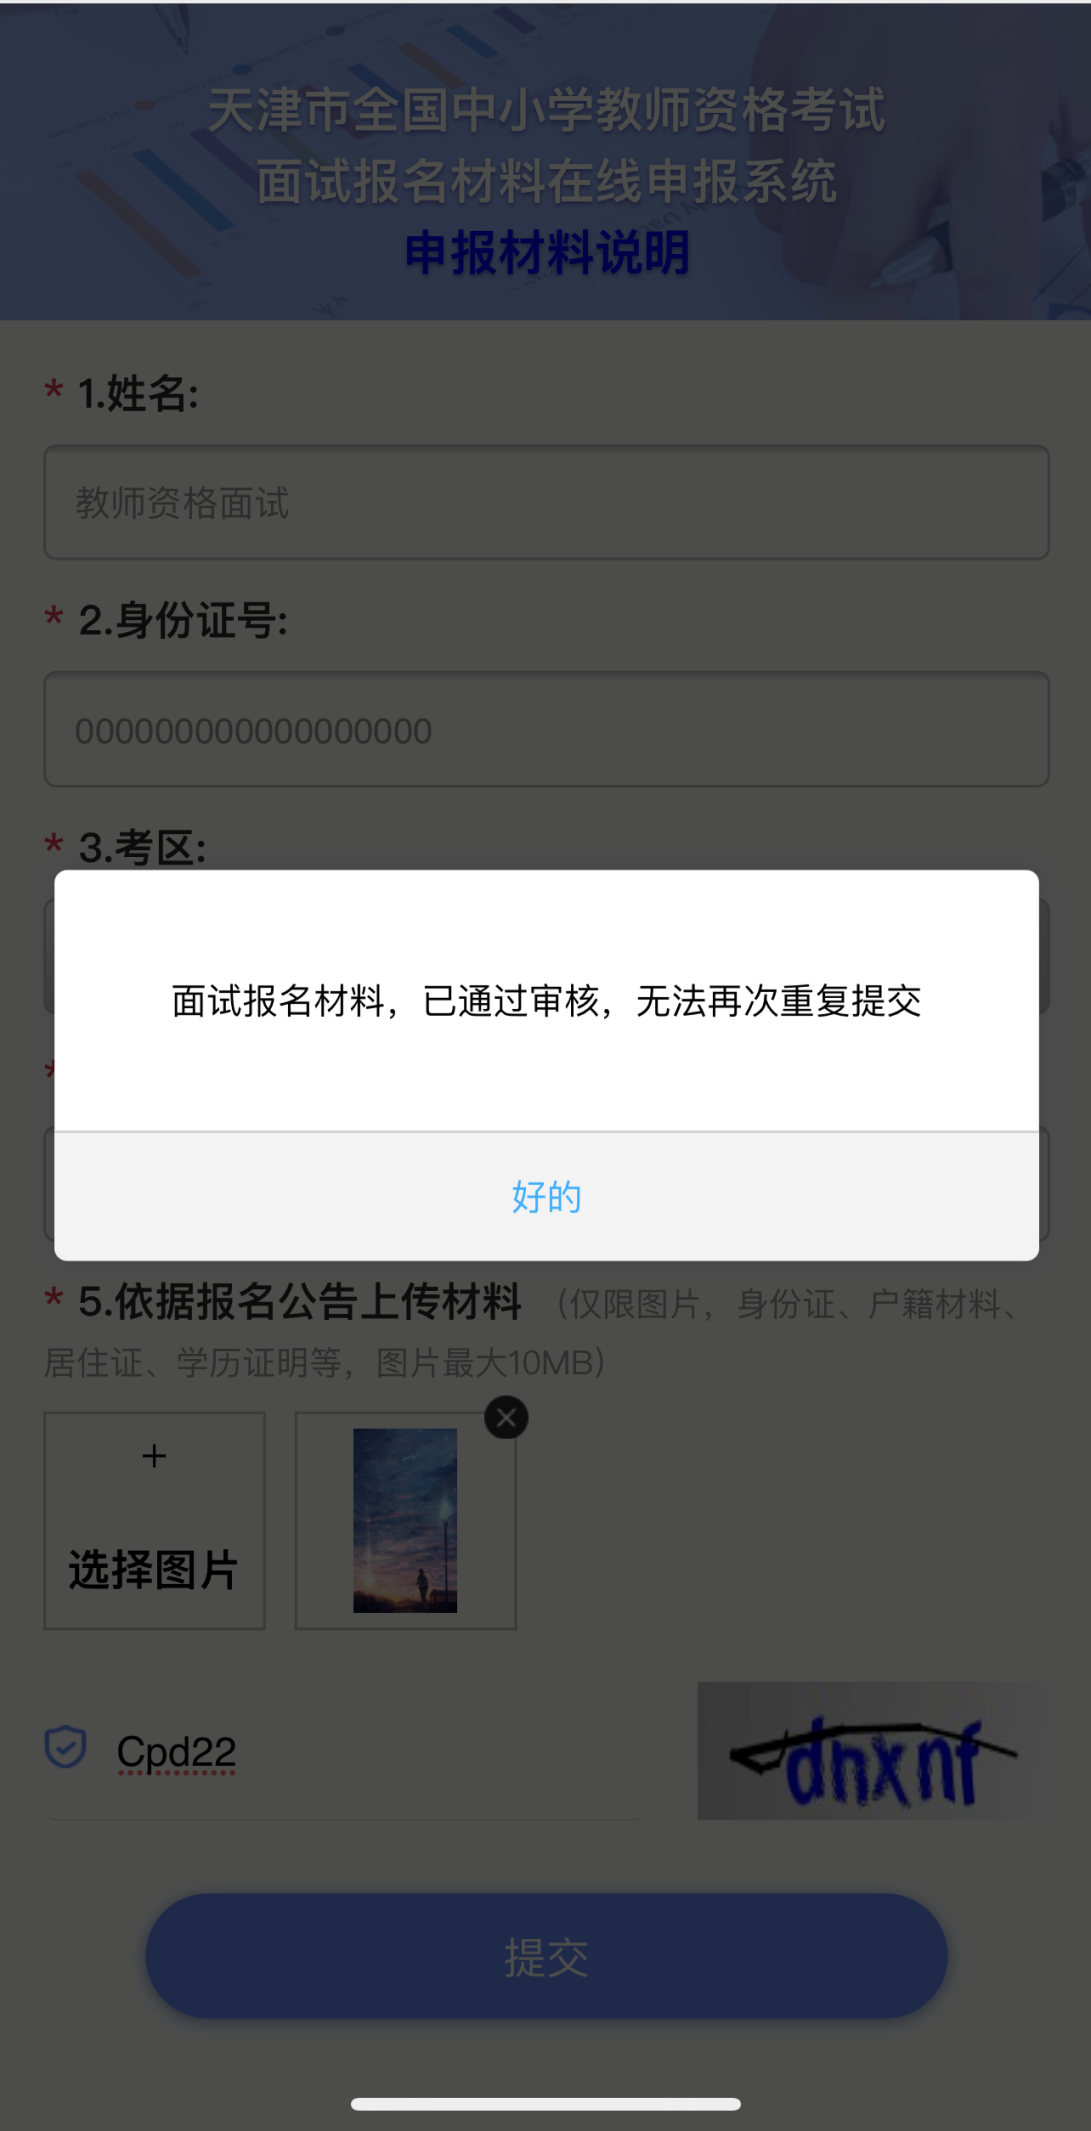 天津市全国中小学教师资格考试
面试报名材料在线申报系统
申报材料说明
* 1.姓名:
教师资格面试
* 2.身份证号:
000000000000000000
* 3.考区:
面试报名材料，已通过审核，无法再次重复提交
*
好的
* 5.依据报名公告上传材料 （仅限图片，身份证、户籍材料、
居住证、学历证明等，图片最大10MB）
+
选择图片
Cpd22
dnxnf
提交